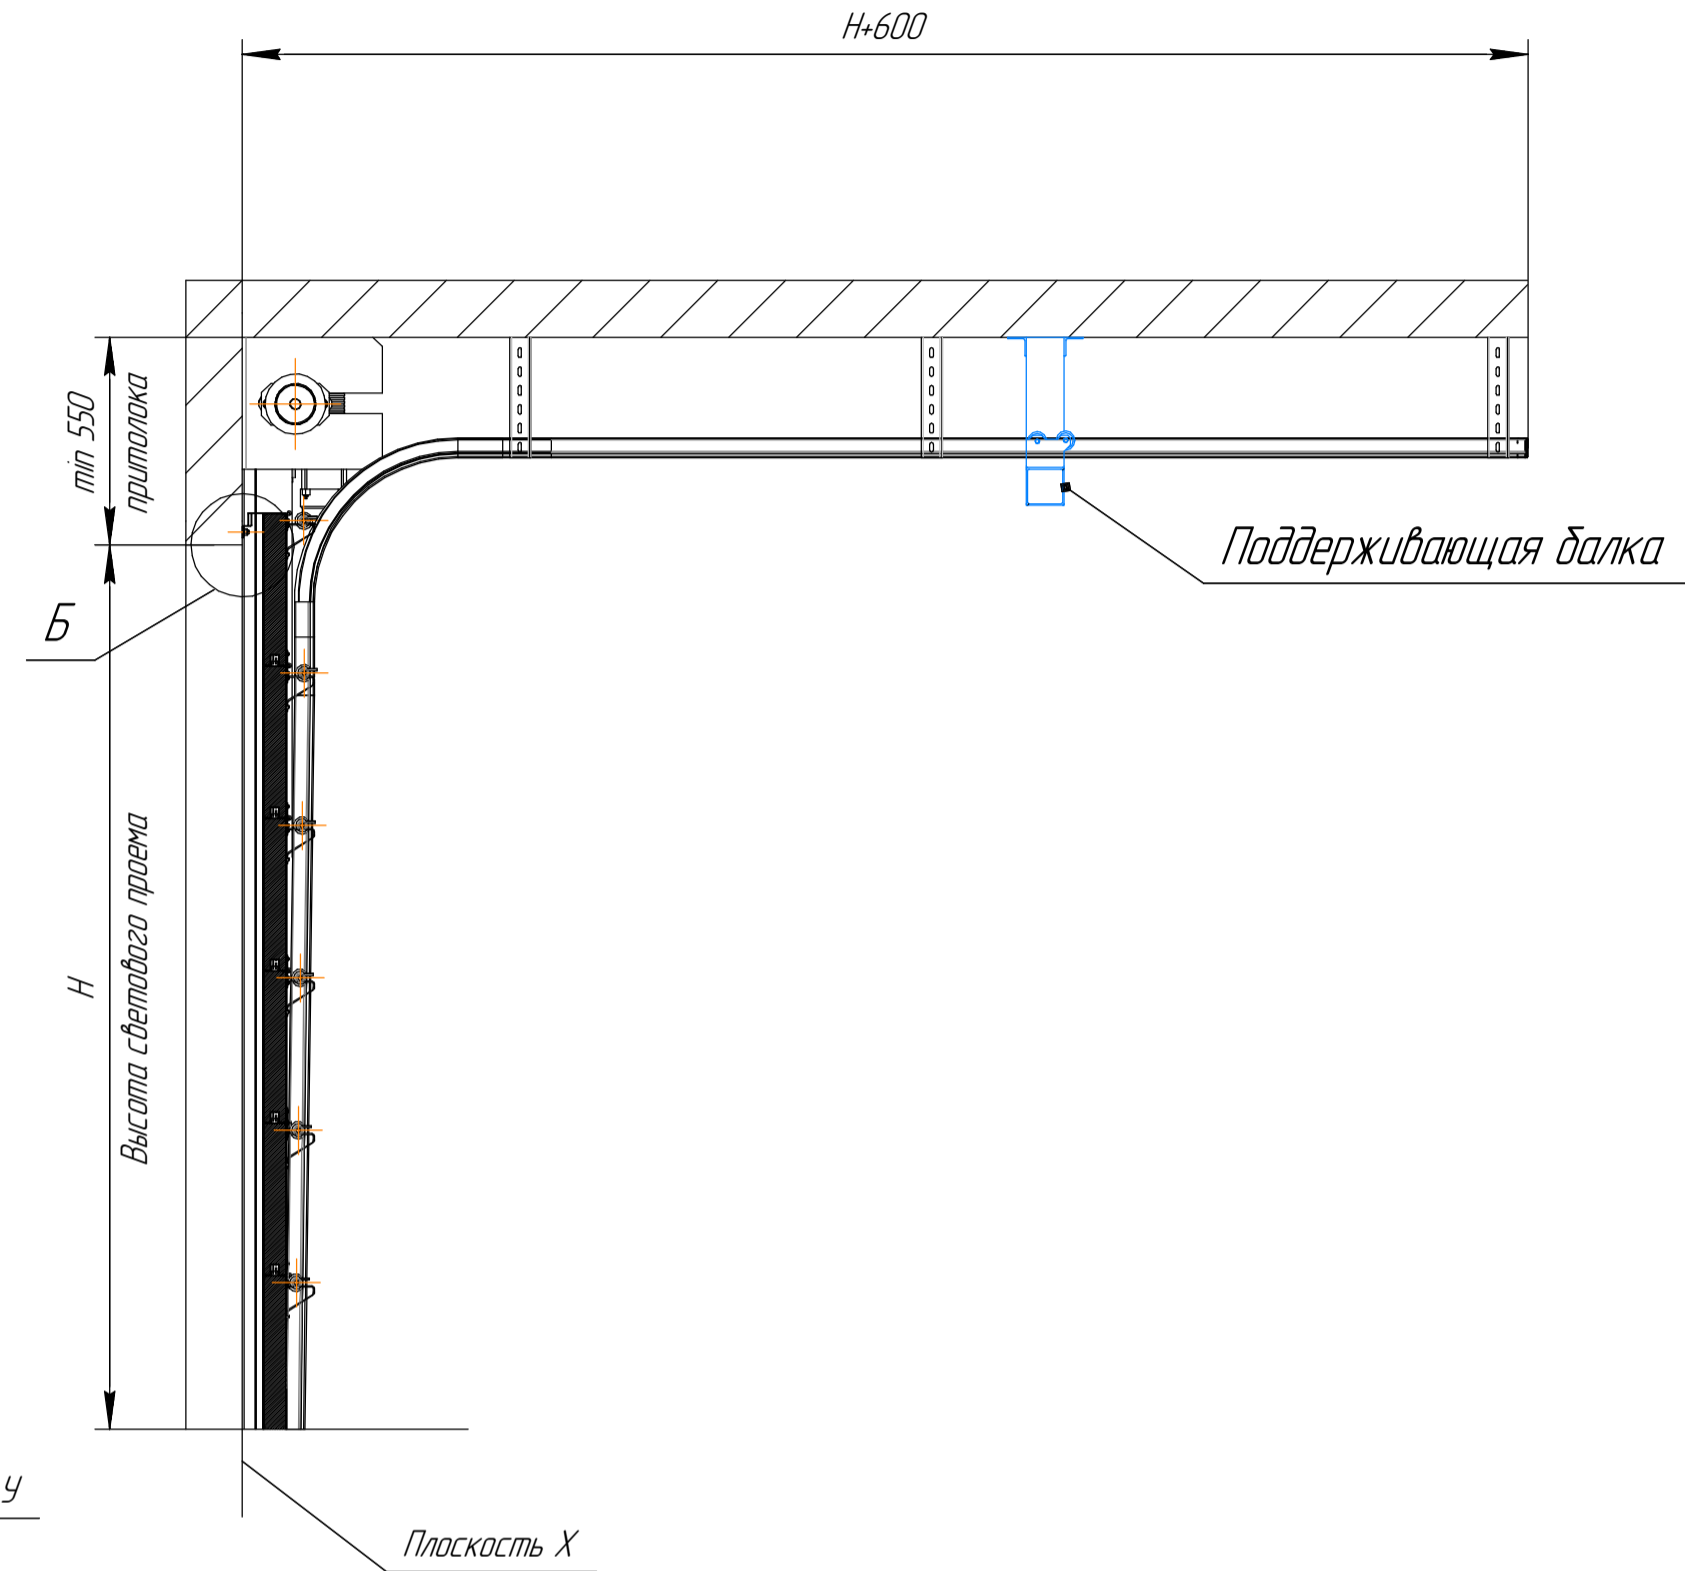 H+600
min 550
притолока
Поддерживающая балка
Б
H
Высота светового проема
У
Плоскость X